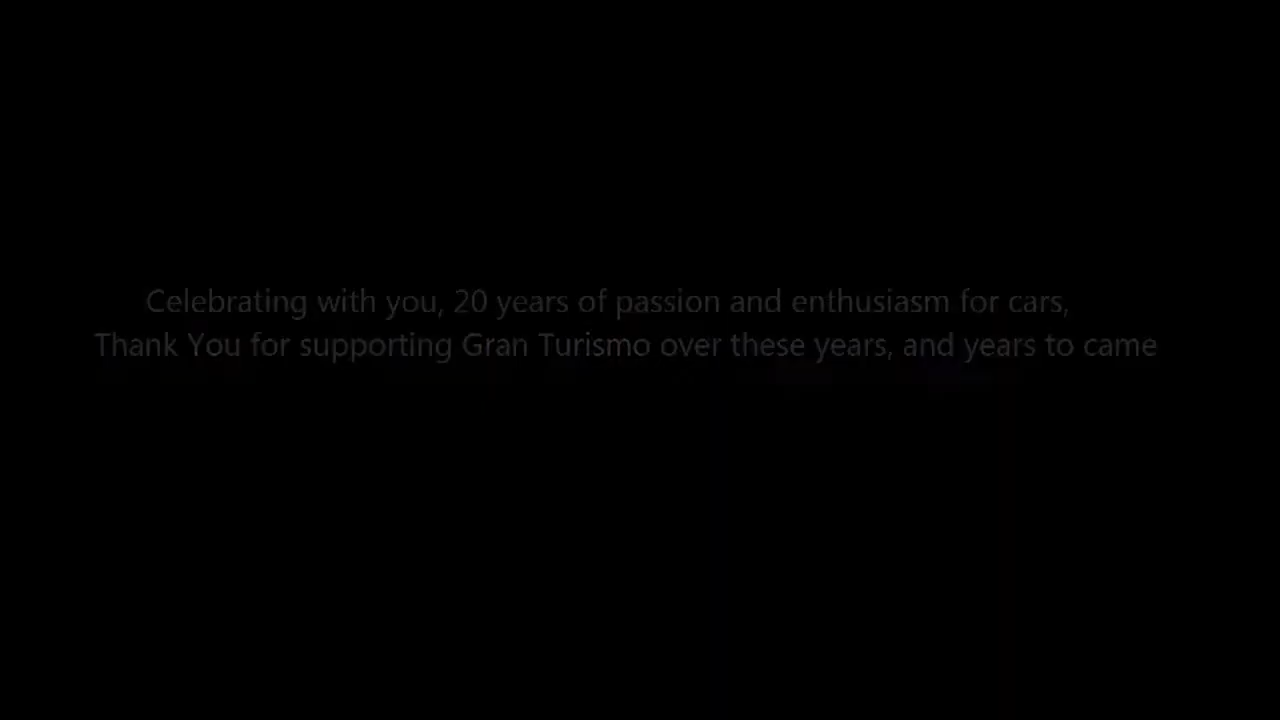 Celebrating with you, 20 years of passion and enthusiasm for cars,
Thank You for supporting Gran Turismo over these years, and years to came